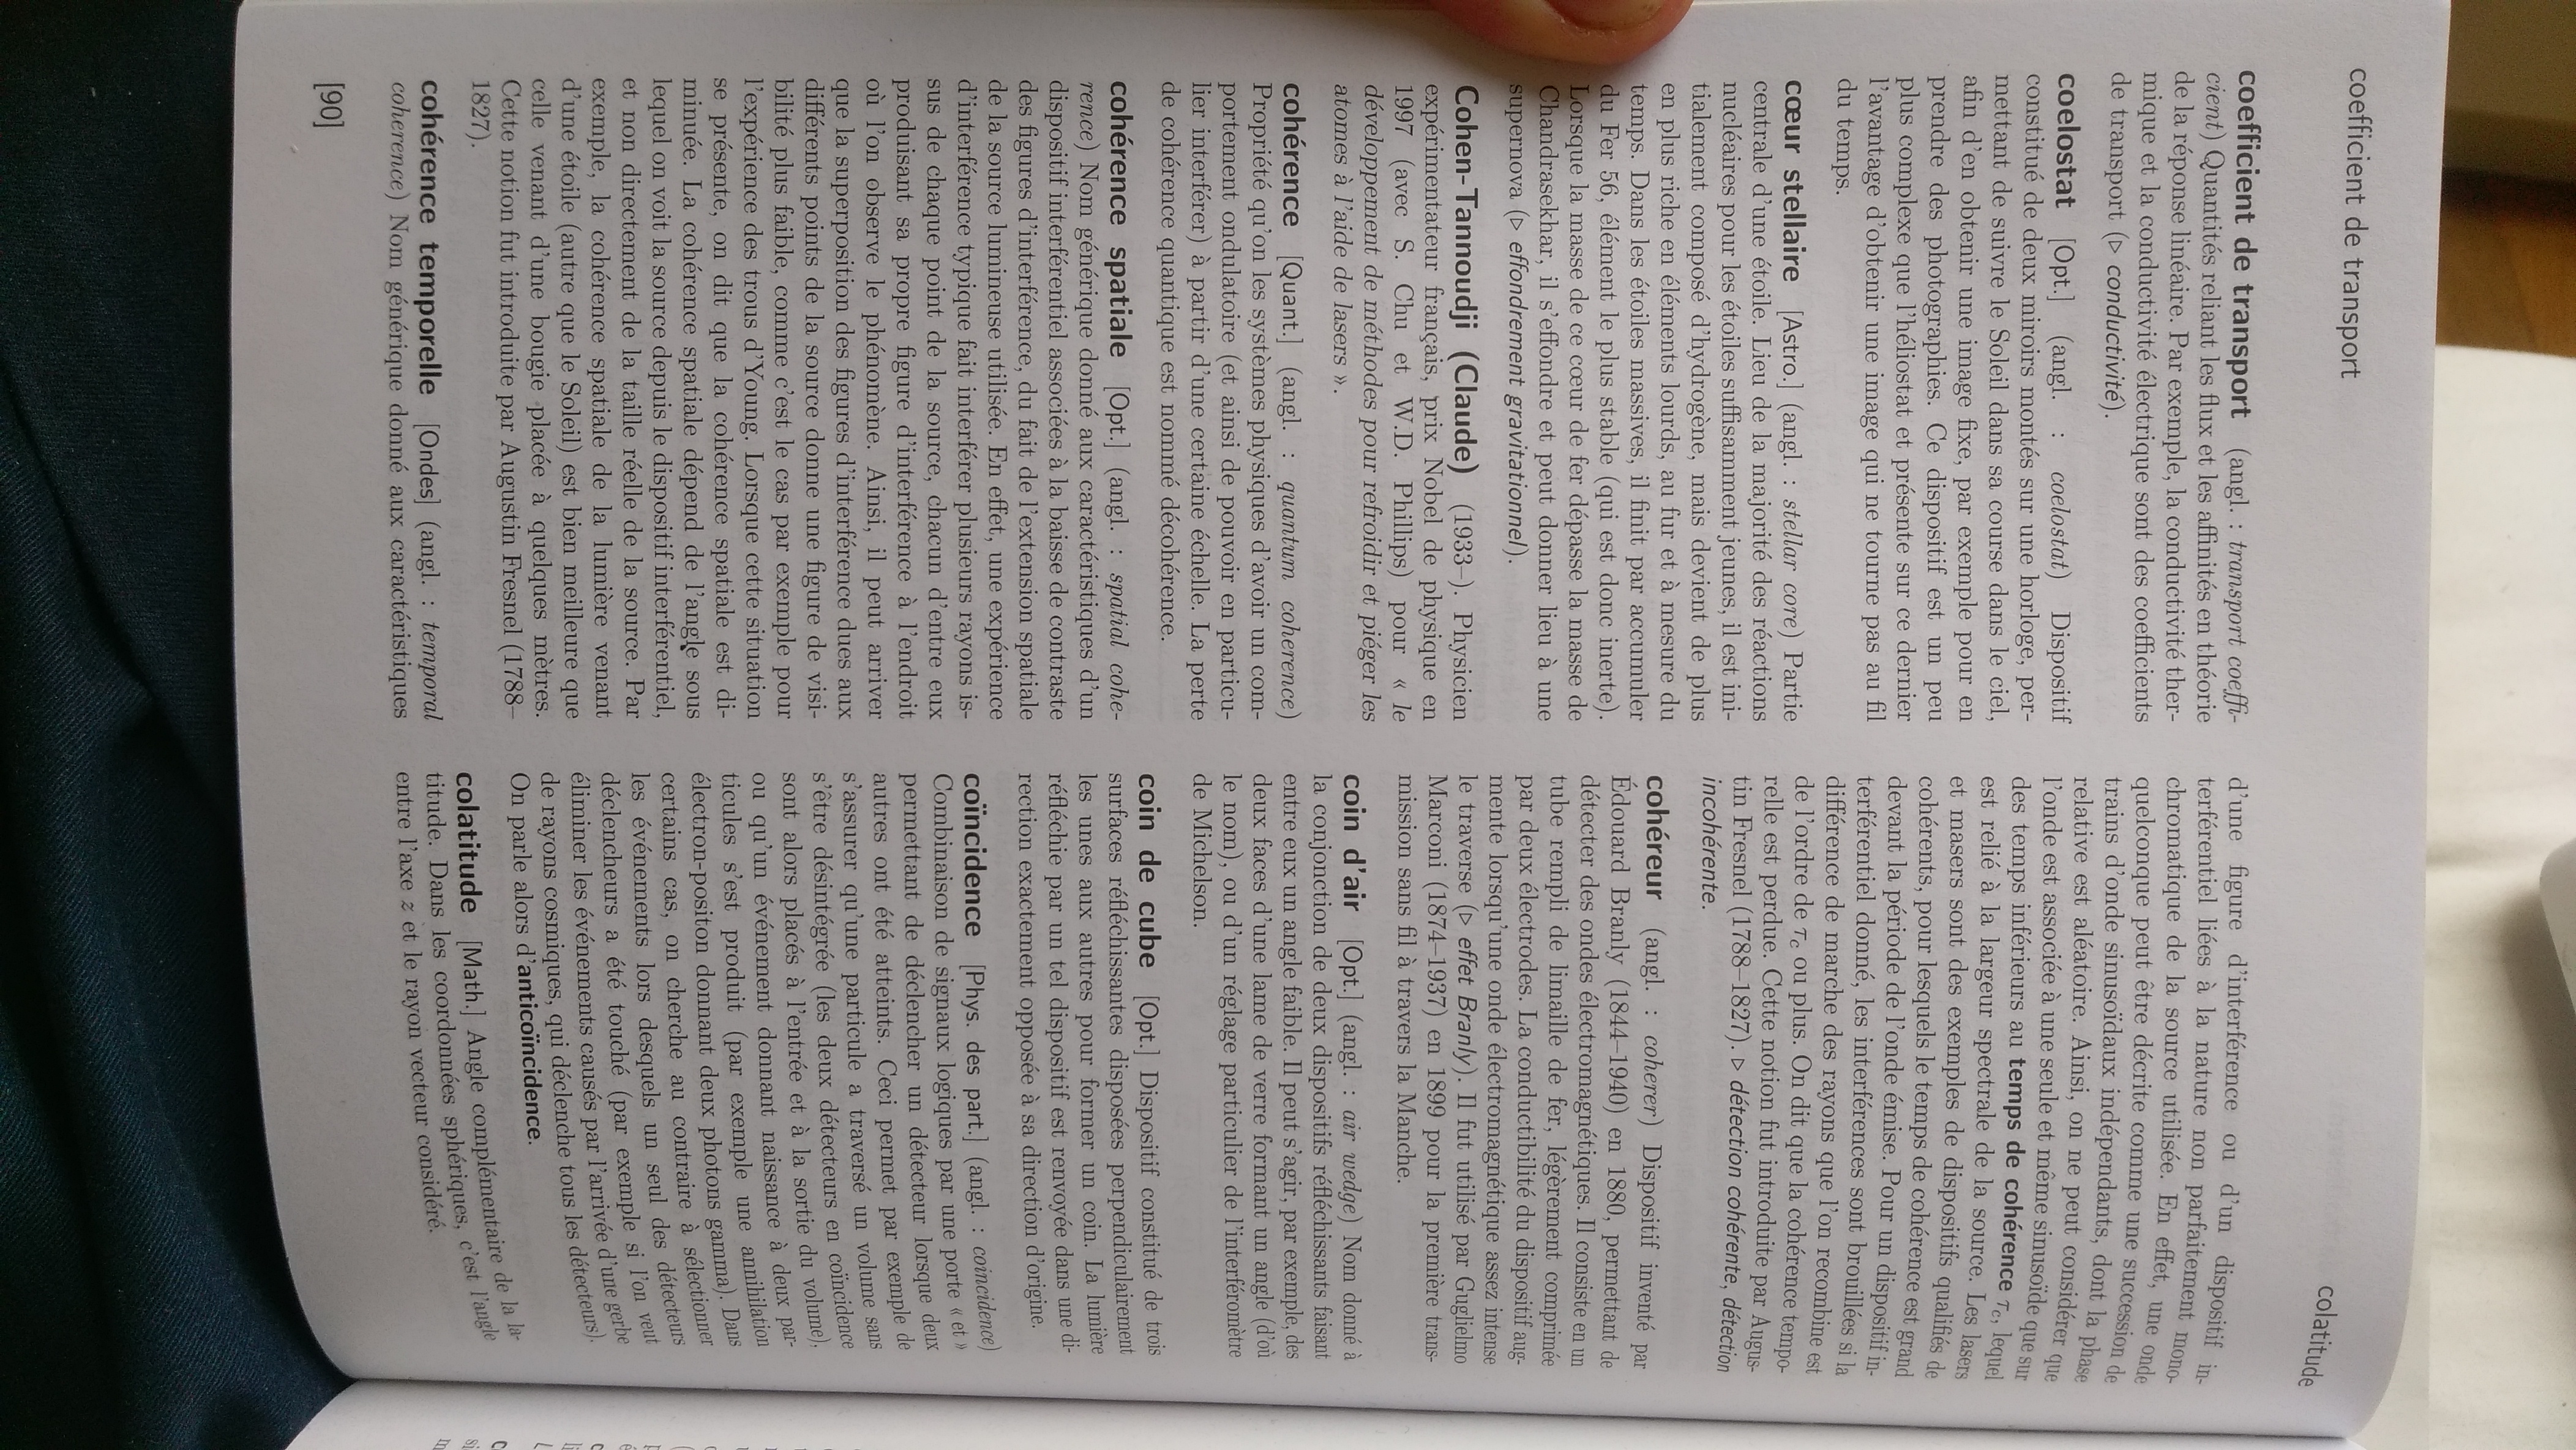 coefficient de transport
colatitude
coefficient de transport (angl. : transport coeffi-
cient) Quantités reliant les flux et les affinités en théorie
de la réponse linéaire. Par exemple, la conductivité ther-
mique et la conductivité électrique sont des coefficients
de transport (▷ conductivité).
coelostat [Opt.] (angl. : coelostat) Dispositif
constitué de deux miroirs montés sur une horloge, per-
mettant de suivre le Soleil dans sa course dans le ciel,
afin d'en obtenir une image fixe, par exemple pour en
prendre des photographies. Ce dispositif est un peu
plus complexe que l'héliostat et présente sur ce dernier
l'avantage d'obtenir une image qui ne tourne pas au fil
du temps.
cœur stellaire [Astro.] (angl. : stellar core) Partie
centrale d'une étoile. Lieu de la majorité des réactions
nucléaires pour les étoiles suffisamment jeunes, il est ini-
tialement composé d'hydrogène, mais devient de plus
en plus riche en éléments lourds, au fur et à mesure du
temps. Dans les étoiles massives, il finit par accumuler
du Fer 56, élément le plus stable (qui est donc inerte).
Lorsque la masse de ce cœur de fer dépasse la masse de
Chandrasekhar, il s'effondre et peut donner lieu à une
supernova (▷ effondrement gravitationnel).
Cohen-Tannoudji (Claude) (1933–). Physicien
expérimentateur français, prix Nobel de physique en
1997 (avec S. Chu et W.D. Phillips) pour « le
développement de méthodes pour refroidir et piéger les
atomes à l'aide de lasers ».
cohérence [Quant.] (angl. : quantum coherence)
Propriété qu'on les systèmes physiques d'avoir un com-
portement ondulatoire (et ainsi de pouvoir en particu-
lier interférer) à partir d'une certaine échelle. La perte
de cohérence quantique est nommé décohérence.
cohérence spatiale [Opt.] (angl. : spatial cohe-
rence) Nom générique donné aux caractéristiques d'un
dispositif interférentiel associées à la baisse de contraste
des figures d'interférence, du fait de l'extension spatiale
de la source lumineuse utilisée. En effet, une expérience
d'interférence typique fait interférer plusieurs rayons is-
sus de chaque point de la source, chacun d'entre eux
produisant sa propre figure d'interférence à l'endroit
où l'on observe le phénomène. Ainsi, il peut arriver
que la superposition des figures d'interférence dues aux
différents points de la source donne une figure de visi-
bilité plus faible, comme c'est le cas par exemple pour
l'expérience des trous d'Young. Lorsque cette situation
se présente, on dit que la cohérence spatiale est di-
minuée. La cohérence spatiale dépend de l'angle sous
lequel on voit la source depuis le dispositif interférentiel,
et non directement de la taille réelle de la source. Par
exemple, la cohérence spatiale de la lumière venant
d'une étoile (autre que le Soleil) est bien meilleure que
celle venant d'une bougie placée à quelques mètres.
Cette notion fut introduite par Augustin Fresnel (1788–
1827).
cohérence temporelle [Ondes] (angl. : temporal
coherence) Nom générique donné aux caractéristiques
d'une figure d'interférence ou d'un dispositif in-
terférentiel liées à la nature non parfaitement mono-
chromatique de la source utilisée. En effet, une onde
quelconque peut être décrite comme une succession de
trains d'onde sinusoïdaux indépendants, dont la phase
relative est aléatoire. Ainsi, on ne peut considérer que
l'onde est associée à une seule et même sinusoïde que sur
des temps inférieurs au temps de cohérence τc, lequel
est relié à la largeur spectrale de la source. Les lasers
et masers sont des exemples de dispositifs qualifiés de
cohérents, pour lesquels le temps de cohérence est grand
devant la période de l'onde émise. Pour un dispositif in-
terférentiel donné, les interférences sont brouillées si la
différence de marche des rayons que l'on recombine est
de l'ordre de τc ou plus. On dit que la cohérence tempo-
relle est perdue. Cette notion fut introduite par Augus-
tin Fresnel (1788–1827). ▷ détection cohérente, détection
incohérente.
cohéreur (angl. : coherer) Dispositif inventé par
Édouard Branly (1844–1940) en 1880, permettant de
détecter des ondes électromagnétiques. Il consiste en un
tube rempli de limaille de fer, légèrement comprimée
par deux électrodes. La conductibilité du dispositif aug-
mente lorsqu'une onde électromagnétique assez intense
le traverse (▷ effet Branly). Il fut utilisé par Guglielmo
Marconi (1874–1937) en 1899 pour la première trans-
mission sans fil à travers la Manche.
coin d'air [Opt.] (angl. : air wedge) Nom donné à
la conjonction de deux dispositifs réfléchissants faisant
entre eux un angle faible. Il peut s'agir, par exemple, des
deux faces d'une lame de verre formant un angle (d'où
le nom), ou d'un réglage particulier de l'interféromètre
de Michelson.
coin de cube [Opt.] Dispositif constitué de trois
surfaces réfléchissantes disposées perpendiculairement
les unes aux autres pour former un coin. La lumière
réfléchie par un tel dispositif est renvoyée dans une di-
rection exactement opposée à sa direction d'origine.
coïncidence [Phys. des part.] (angl. : coïncidence)
Combinaison de signaux logiques par une porte « et »
permettant de déclencher un détecteur lorsque deux
autres ont été atteints. Ceci permet par exemple de
s'assurer qu'une particule a traversé un volume sans
s'être désintégrée (les deux détecteurs en coïncidence
sont alors placés à l'entrée et à la sortie du volume),
ou qu'un événement donnant naissance à deux par-
ticules s'est produit (par exemple une annihilation
électron-position donnant deux photons gamma). Dans
certains cas, on cherche au contraire à sélectionner
les événements lors desquels un seul des détecteurs
déclencheurs a été touché (par exemple si l'on veut
éliminer les événements causés par l'arrivée d'une gerbe
de rayons cosmiques, qui déclenche tous les détecteurs).
On parle alors d'anticoïncidence.
colatitude [Math.] Angle complémentaire de la la-
titude. Dans les coordonnées sphériques, c'est l'angle
entre l'axe z et le rayon vecteur considéré.
[90]